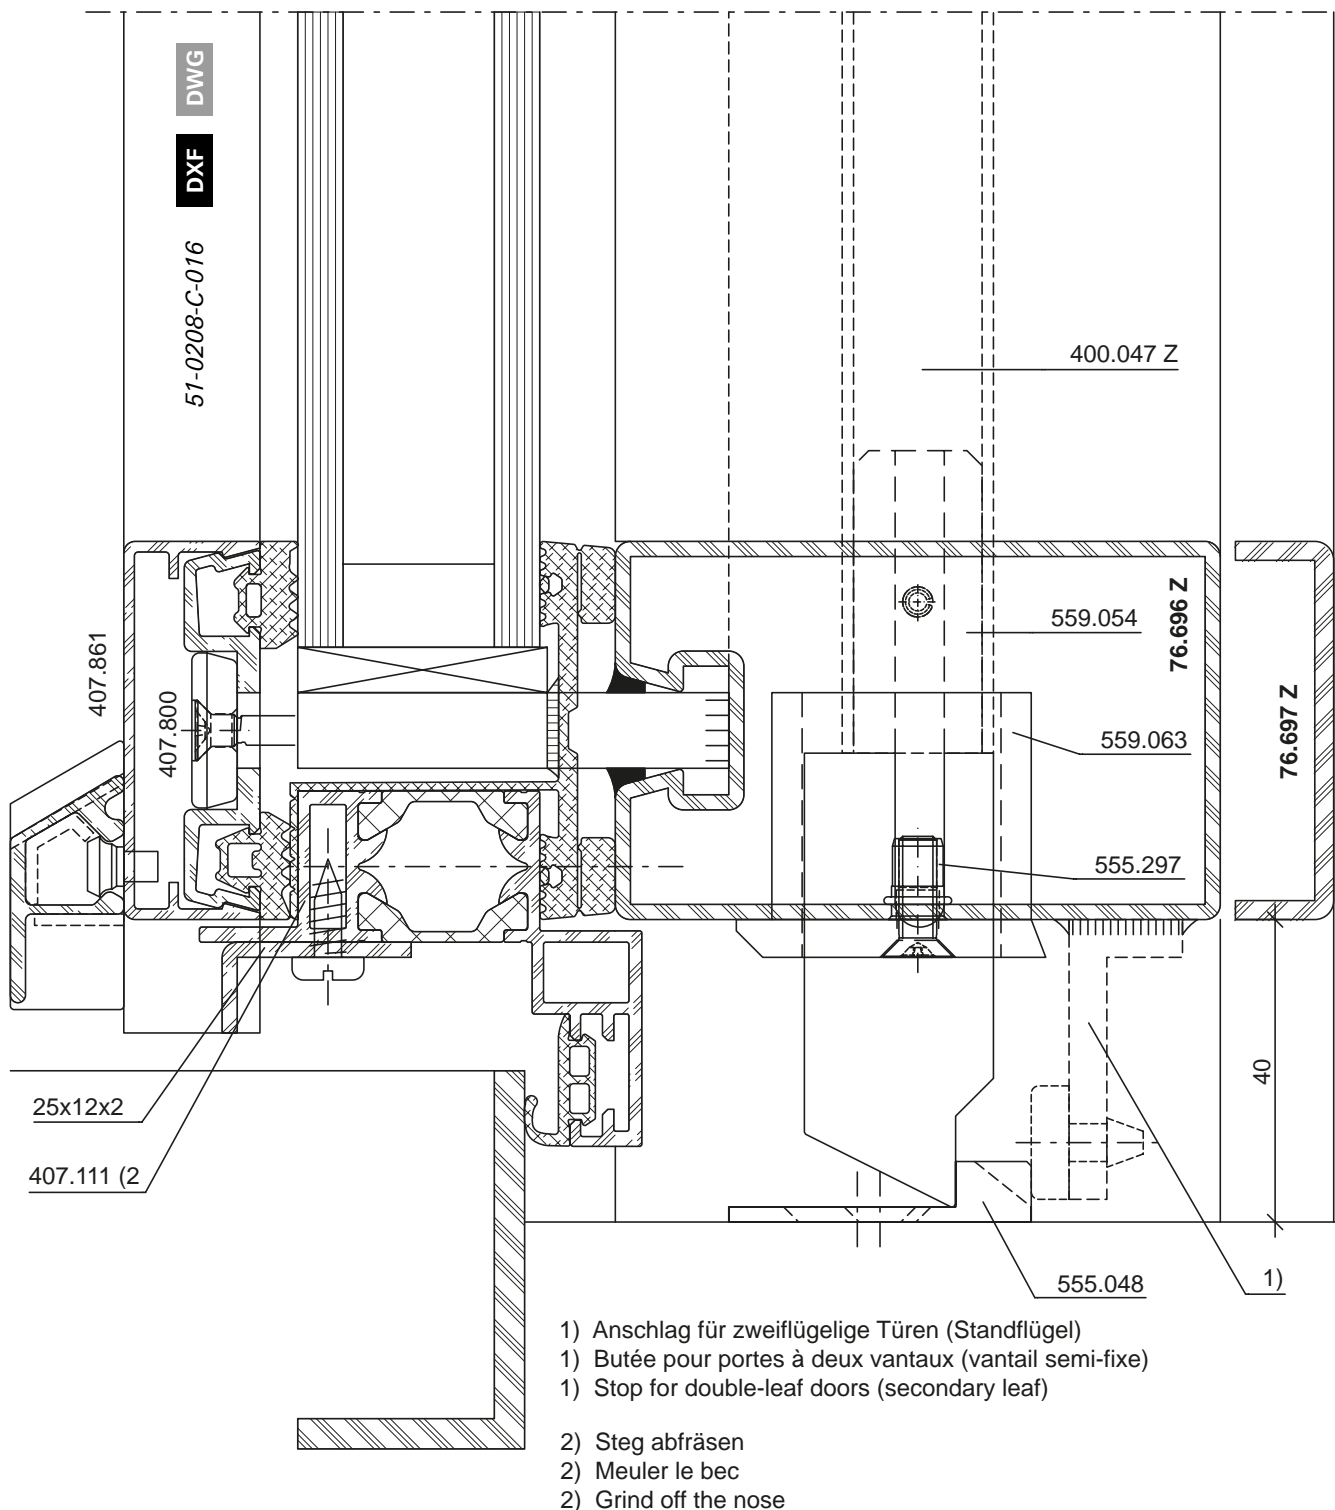 DWG
DXF
51-0208-C-016
400.047 Z
559.054
76.696 Z
76.697 Z
407.861
407.800
559.063
555.297
40
25x12x2
407.111 (2
555.048
1)
1) Anschlag für zweiflügelige Türen (Standflügel)
1) Butée pour portes à deux vantaux (vantail semi-fixe)
1) Stop for double-leaf doors (secondary leaf)
2) Steg abfräsen
2) Meuler le bec
2) Grind off the nose